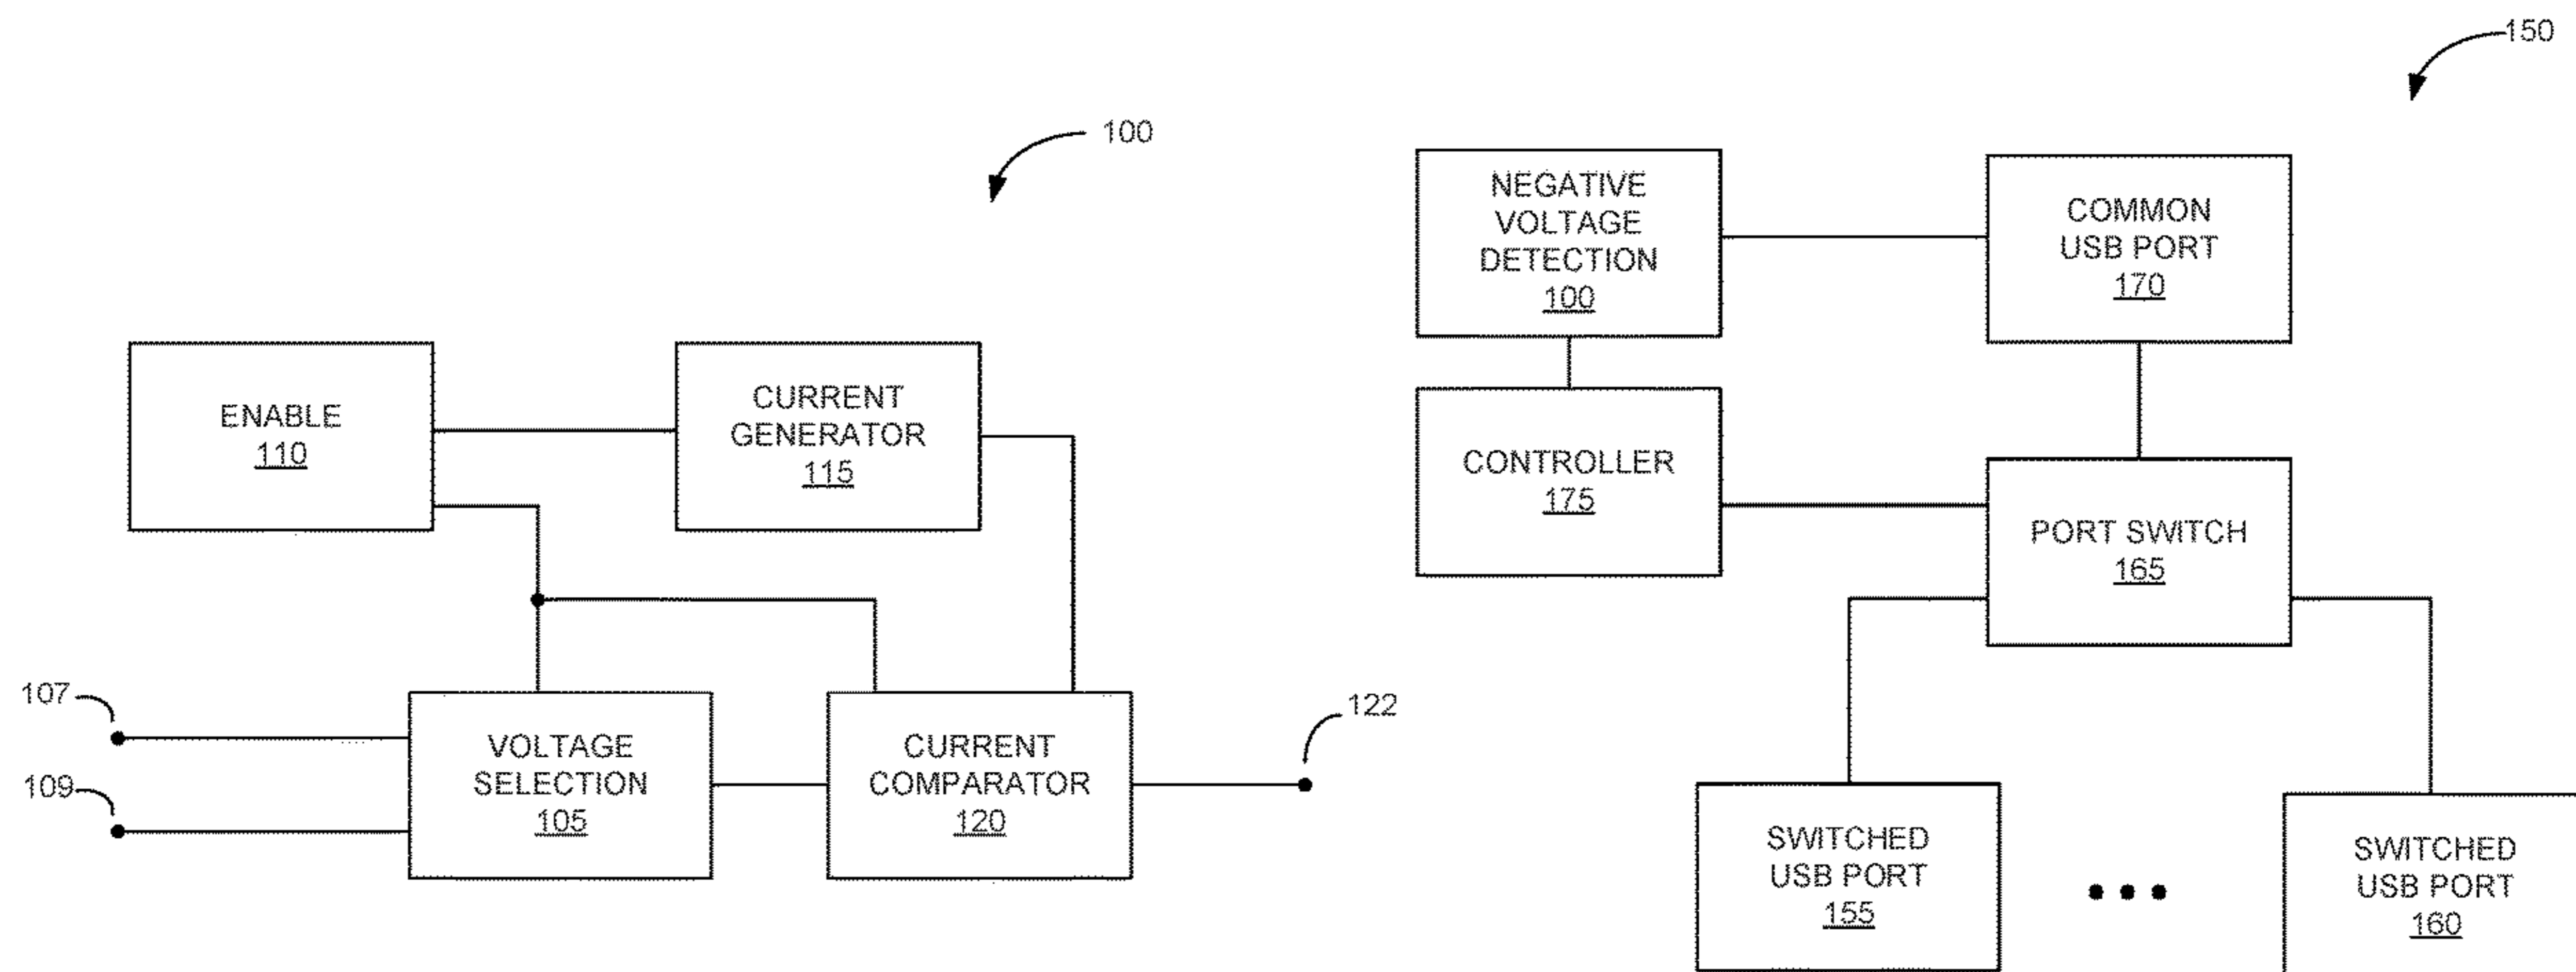 100
ENABLE
110
CURRENT
GENERATOR
115
107
109
VOLTAGE
SELECTION
105
CURRENT
COMPARATOR
120
122
150
NEGATIVE
VOLTAGE
DETECTION
100
COMMON
USB PORT
170
CONTROLLER
175
PORT SWITCH
165
SWITCHED
USB PORT
155
SWITCHED
USB PORT
160